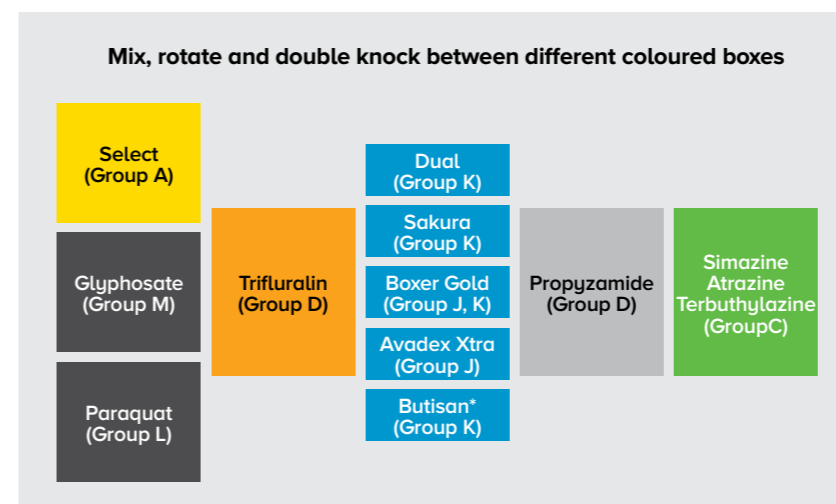 Mix, rotate and double knock between different coloured boxes
Select
(Group A)
Glyphosate
(Group M)
Paraquat
(Group L)
Trifluralin
(Group D)
Dual
(Group K)
Sakura
(Group K)
Boxer Gold
(Group J, K)
Avadex Xtra
(Group J)
Butisan*
(Group K)
Propyzamide
(Group D)
Simazine
Atrazine
Terbuthylazine
(GroupC)